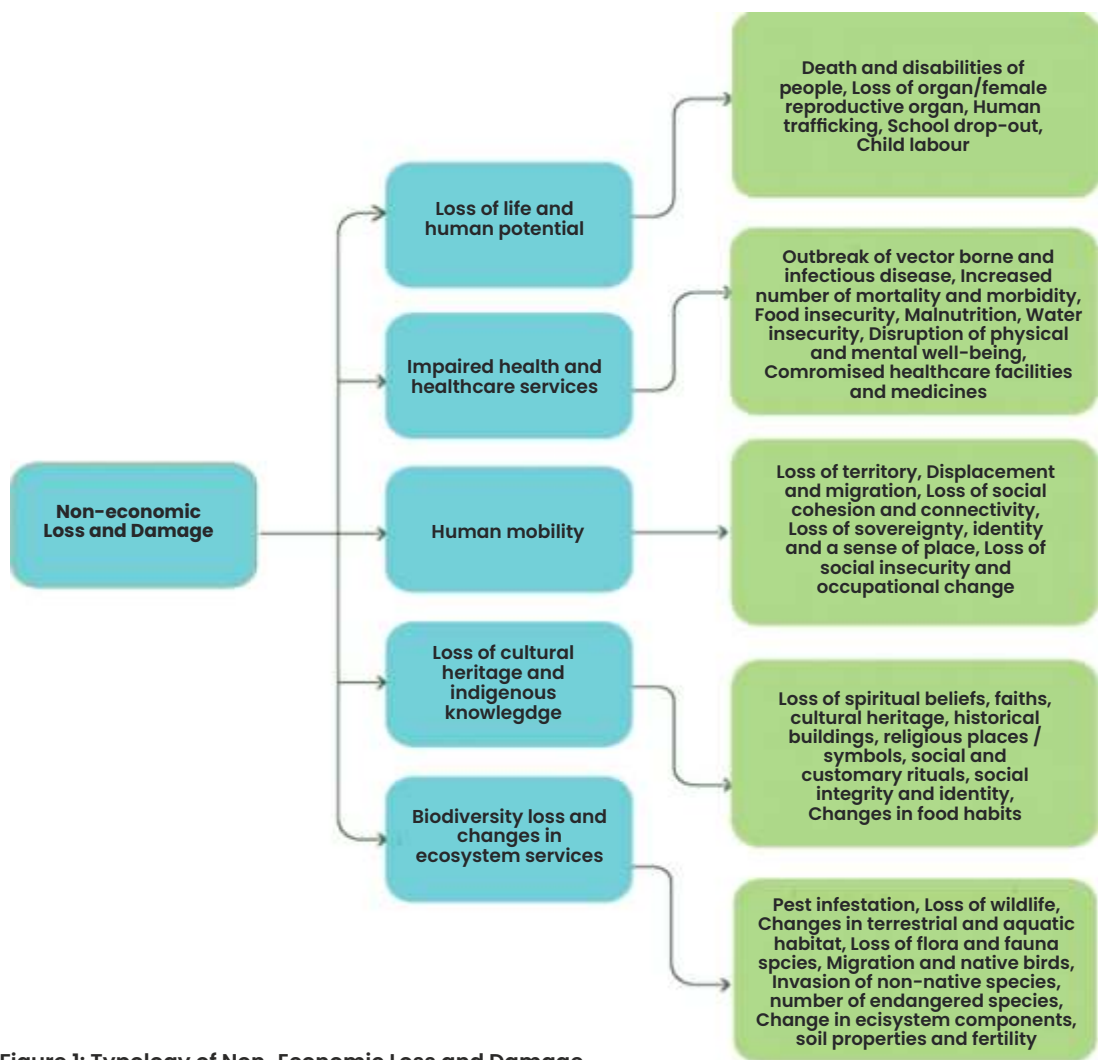 Non-economic
Loss and Damage
Loss of life and
human potential
Death and disabilities of
people, Loss of organ/female
reproductive organ, Human
trafficking, School drop-out,
Child labour
Impaired health and
healthcare services
Outbreak of vector borne and
infectious disease, Increased
number of mortality and morbidity,
Food insecurity, Malnutrition, Water
insecurity, Disruption of physical
and mental well-being,
Comromised healthcare facilities
and medicines
Human mobility
Loss of territory, Displacement
and migration, Loss of social
cohesion and connectivity,
Loss of sovereignty, identity
and a sense of place, Loss of
social insecurity and
occupational change
Loss of cultural
heritage and
indigenous
knowlegdge
Loss of spiritual beliefs, faiths,
cultural heritage, historical
buildings, religious places /
symbols, social and
customary rituals, social
integrity and identity,
Changes in food habits
Biodiversity loss and
changes in
ecosystem services
Pest infestation, Loss of wildlife,
Changes in terrestrial and aquatic
habitat, Loss of flora and fauna
spcies, Migration and native birds,
Invasion of non-native species,
number of endangered species,
Change in ecisystem components,
soil properties and fertility
Figure 1: Typology of Non-Economic Loss and Damage